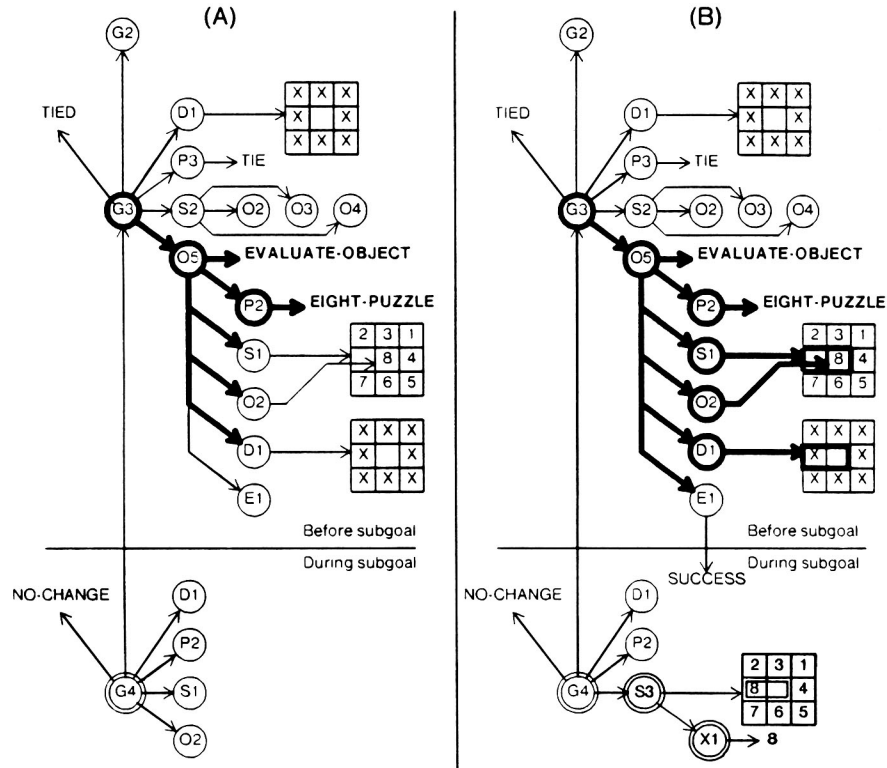 (A)
G2
TIED
D1
X X X
X X
X X X
P3 TIE
G3 S2 O2 O3 O4
O5 EVALUATE-OBJECT
P2 EIGHT-PUZZLE
S1
2 3 1
8 4
7 6 5
O2
D1
X X X
X X
X X X
E1
Before subgoal
During subgoal
NO-CHANGE
D1
P2
G4 S1
O2
(B)
G2
TIED
D1
X X X
X X
X X X
P3 TIE
G3 S2 O2 O3 O4
O5 EVALUATE-OBJECT
P2 EIGHT-PUZZLE
S1
2 3 1
8 4
7 6 5
O2
D1
X X X
X X
X X X
E1
Before subgoal
During subgoal
SUCCESS
NO-CHANGE
D1
P2
G4 S3
2 3 1
8 4
7 6 5
X1 8